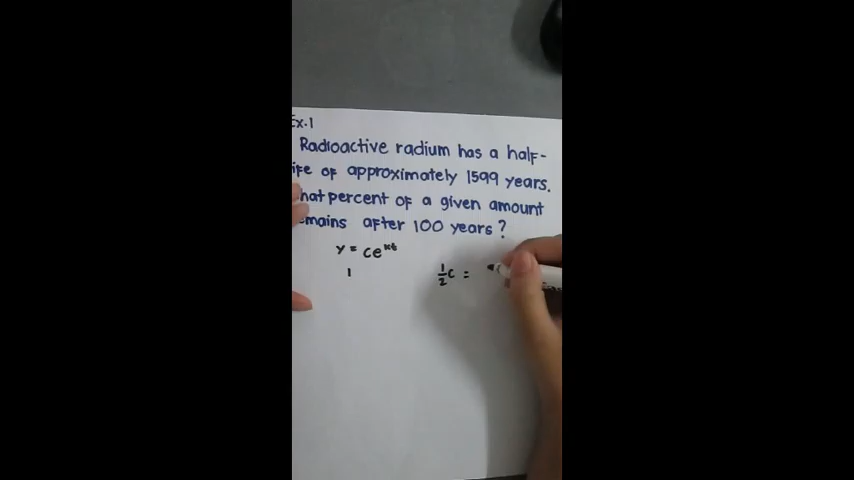 Ex.1
Radioactive radium has a half-
ife of approximately 1599 years.
hat percent of a given amount
mains after 100 years?
y = ce^kt
1 ½c =